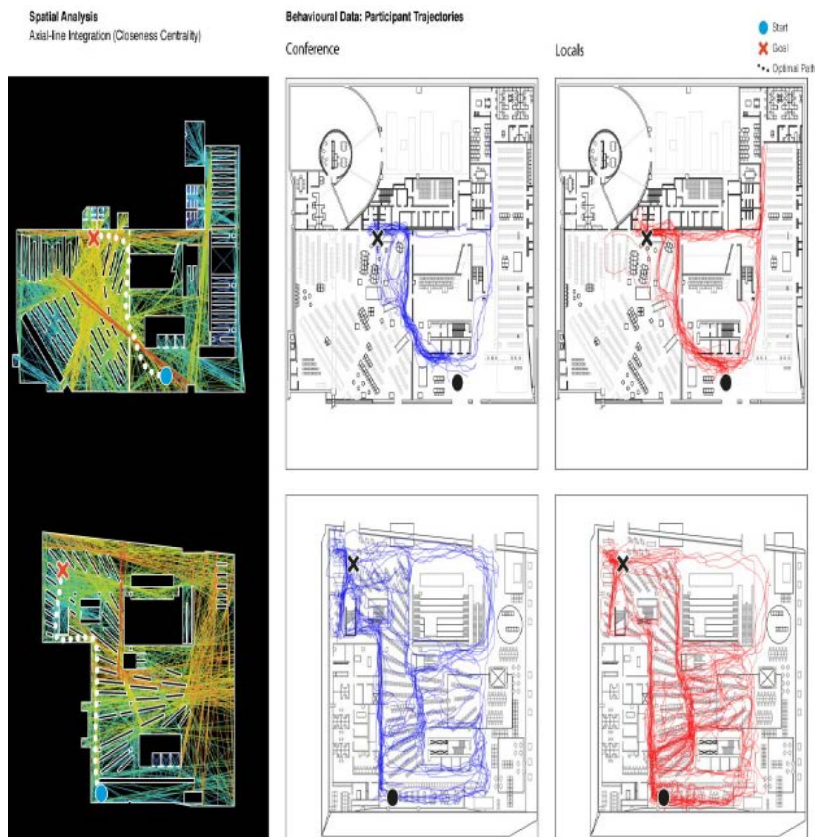 Spatial Analysis
Axial-line Integration (Closeness Centrality)
Behavioural Data: Participant Trajectories
Conference
Locals
Start
Goal
Optimal Path